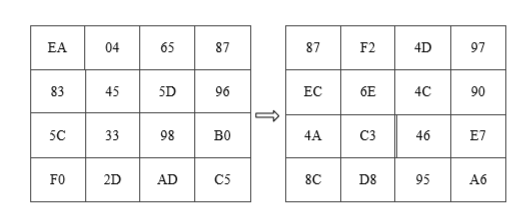 EA 04 65 87 87 F2 4D 97
83 45 5D 96 EC 6E 4C 90
5C 33 98 B0 4A C3 46 E7
F0 2D AD C5 8C D8 95 A6